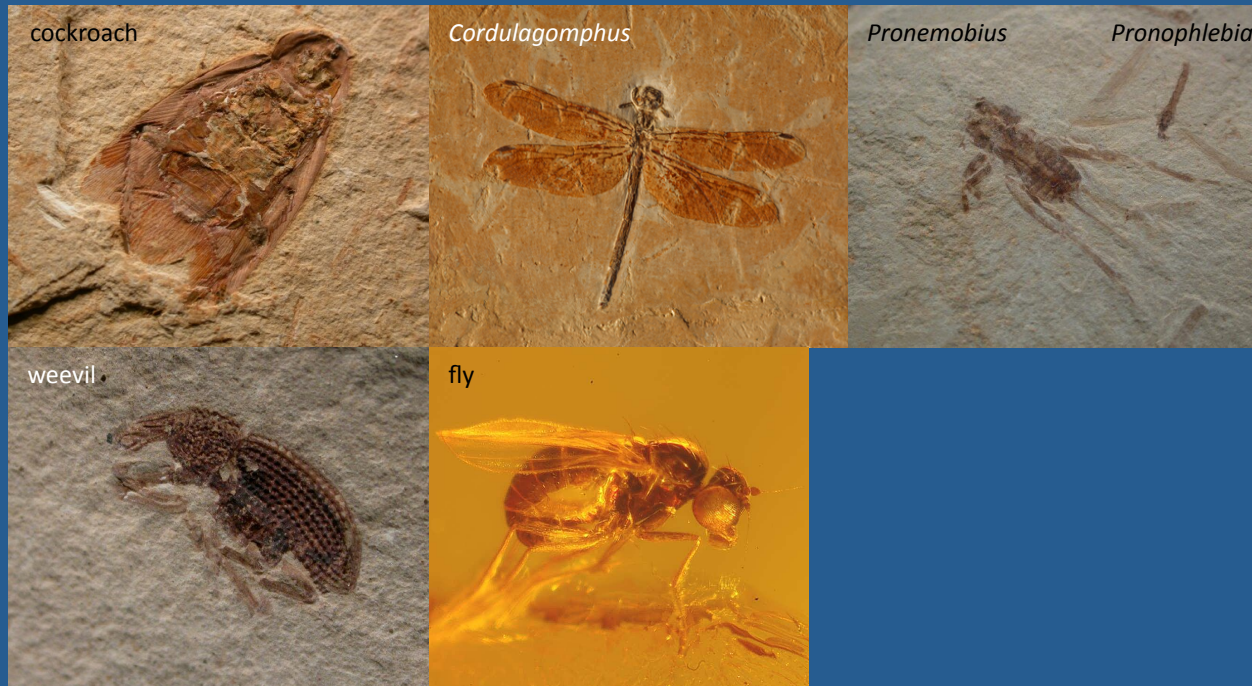 cockroach
Cordulagomphus
Pronemobius
Pronophlebia
weevil
fly